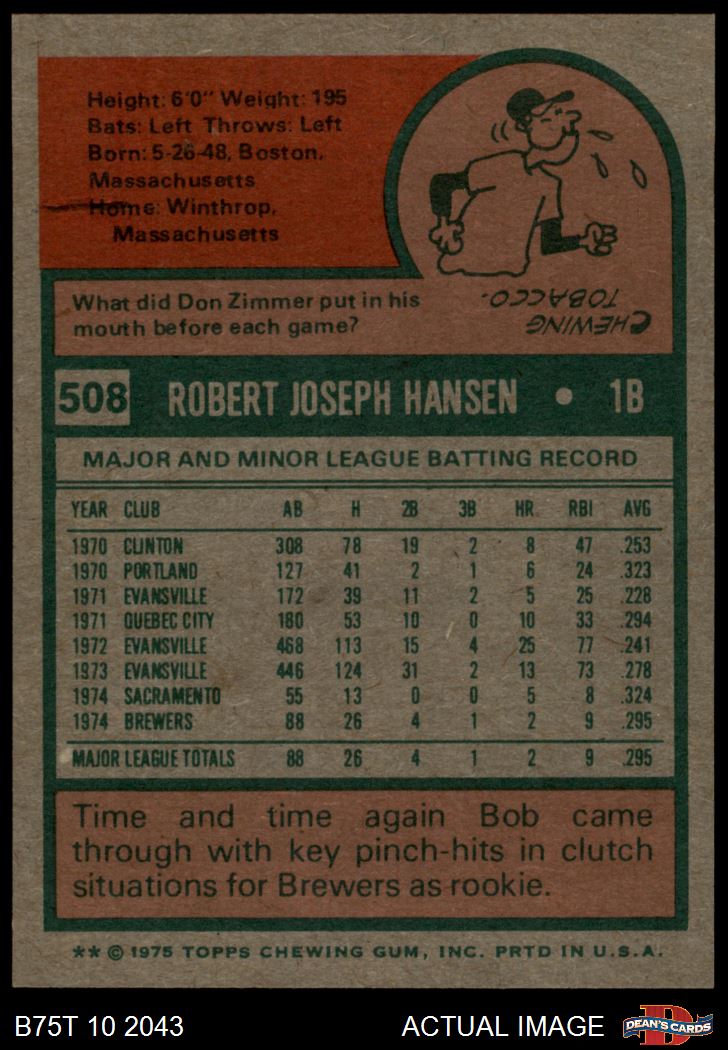 Height: 6'0" Weight: 195
Bats: Left Throws: Left
Born: 5-26-48, Boston,
Massachusetts
Home: Winthrop,
Massachusetts
What did Don Zimmer put in his
mouth before each game?
CHEWING
TOBACCO.
508 ROBERT JOSEPH HANSEN • 1B
MAJOR AND MINOR LEAGUE BATTING RECORD
YEAR CLUB AB H 2B 3B HR RBI AVG
1970 CLINTON 308 78 19 2 8 47 .253
1970 PORTLAND 127 41 2 1 6 24 .323
1971 EVANSVILLE 172 39 11 2 5 25 .228
1971 QUEBEC CITY 180 53 10 0 10 33 .294
1972 EVANSVILLE 468 113 15 4 25 77 .241
1973 EVANSVILLE 446 124 31 2 13 73 .278
1974 SACRAMENTO 55 13 0 0 5 8 .324
1974 BREWERS 88 26 4 1 2 9 .295
MAJOR LEAGUE TOTALS 88 26 4 1 2 9 .295
Time and time again Bob came
through with key pinch-hits in clutch
situations for Brewers as rookie.
** © 1975 TOPPS CHEWING GUM, INC. PRTD IN U.S.A.
B75T 10 2043 ACTUAL IMAGE D DEAN'S CARDS